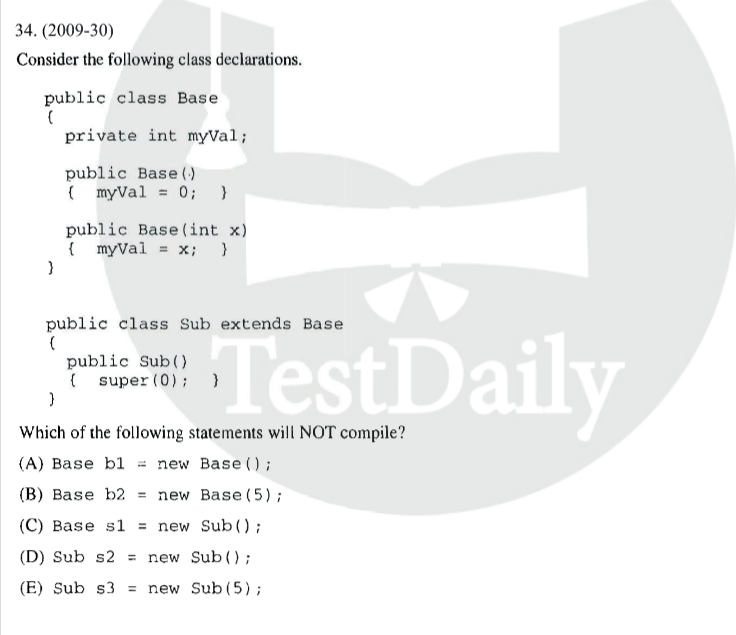 34. (2009-30)
Consider the following class declarations.
public class Base
{
private int myVal;
public Base(.)
{ myVal = 0; }
public Base(int x)
{ myVal = x; }
}
public class Sub extends Base
{
public Sub()
{ super(0); }
}
TestDaily
Which of the following statements will NOT compile?
(A) Base b1 = new Base();
(B) Base b2 = new Base(5);
(C) Base s1 = new Sub();
(D) Sub s2 = new Sub();
(E) Sub s3 = new Sub(5);